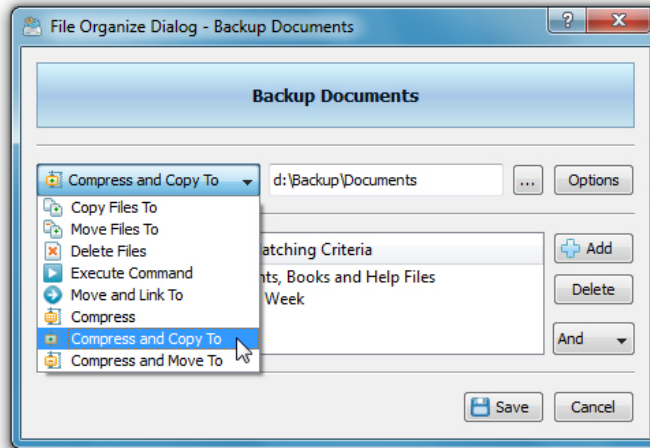 File Organize Dialog - Backup Documents
Backup Documents
Compress and Copy To
d:\Backup\Documents
...
Options
Copy Files To
Move Files To
Delete Files
Execute Command
Move and Link To
Compress
Compress and Copy To
Compress and Move To
Criteria
Books and Help Files
Week
Add
Delete
And
Save
Cancel